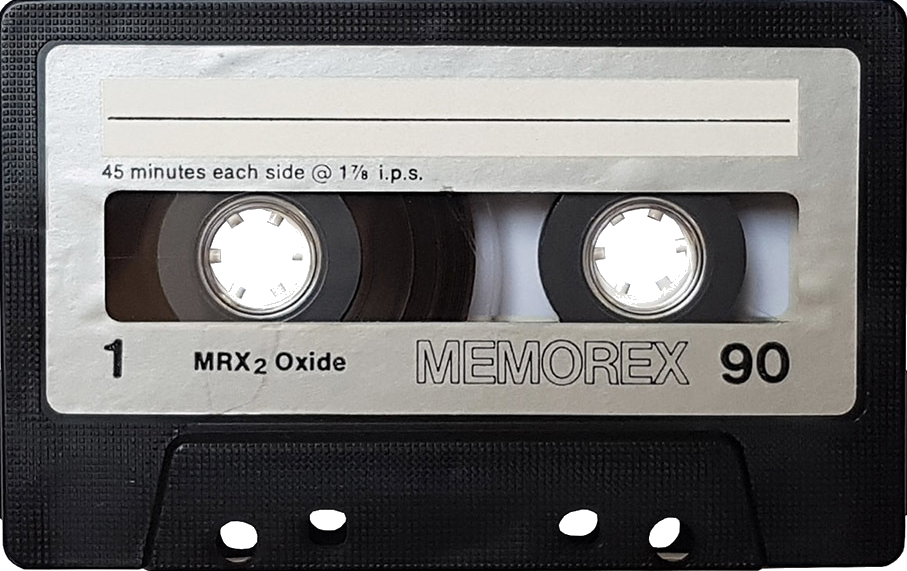 45 minutes each side @ 1⅞ i.p.s.
1 MRX₂ Oxide MEMOREX 90